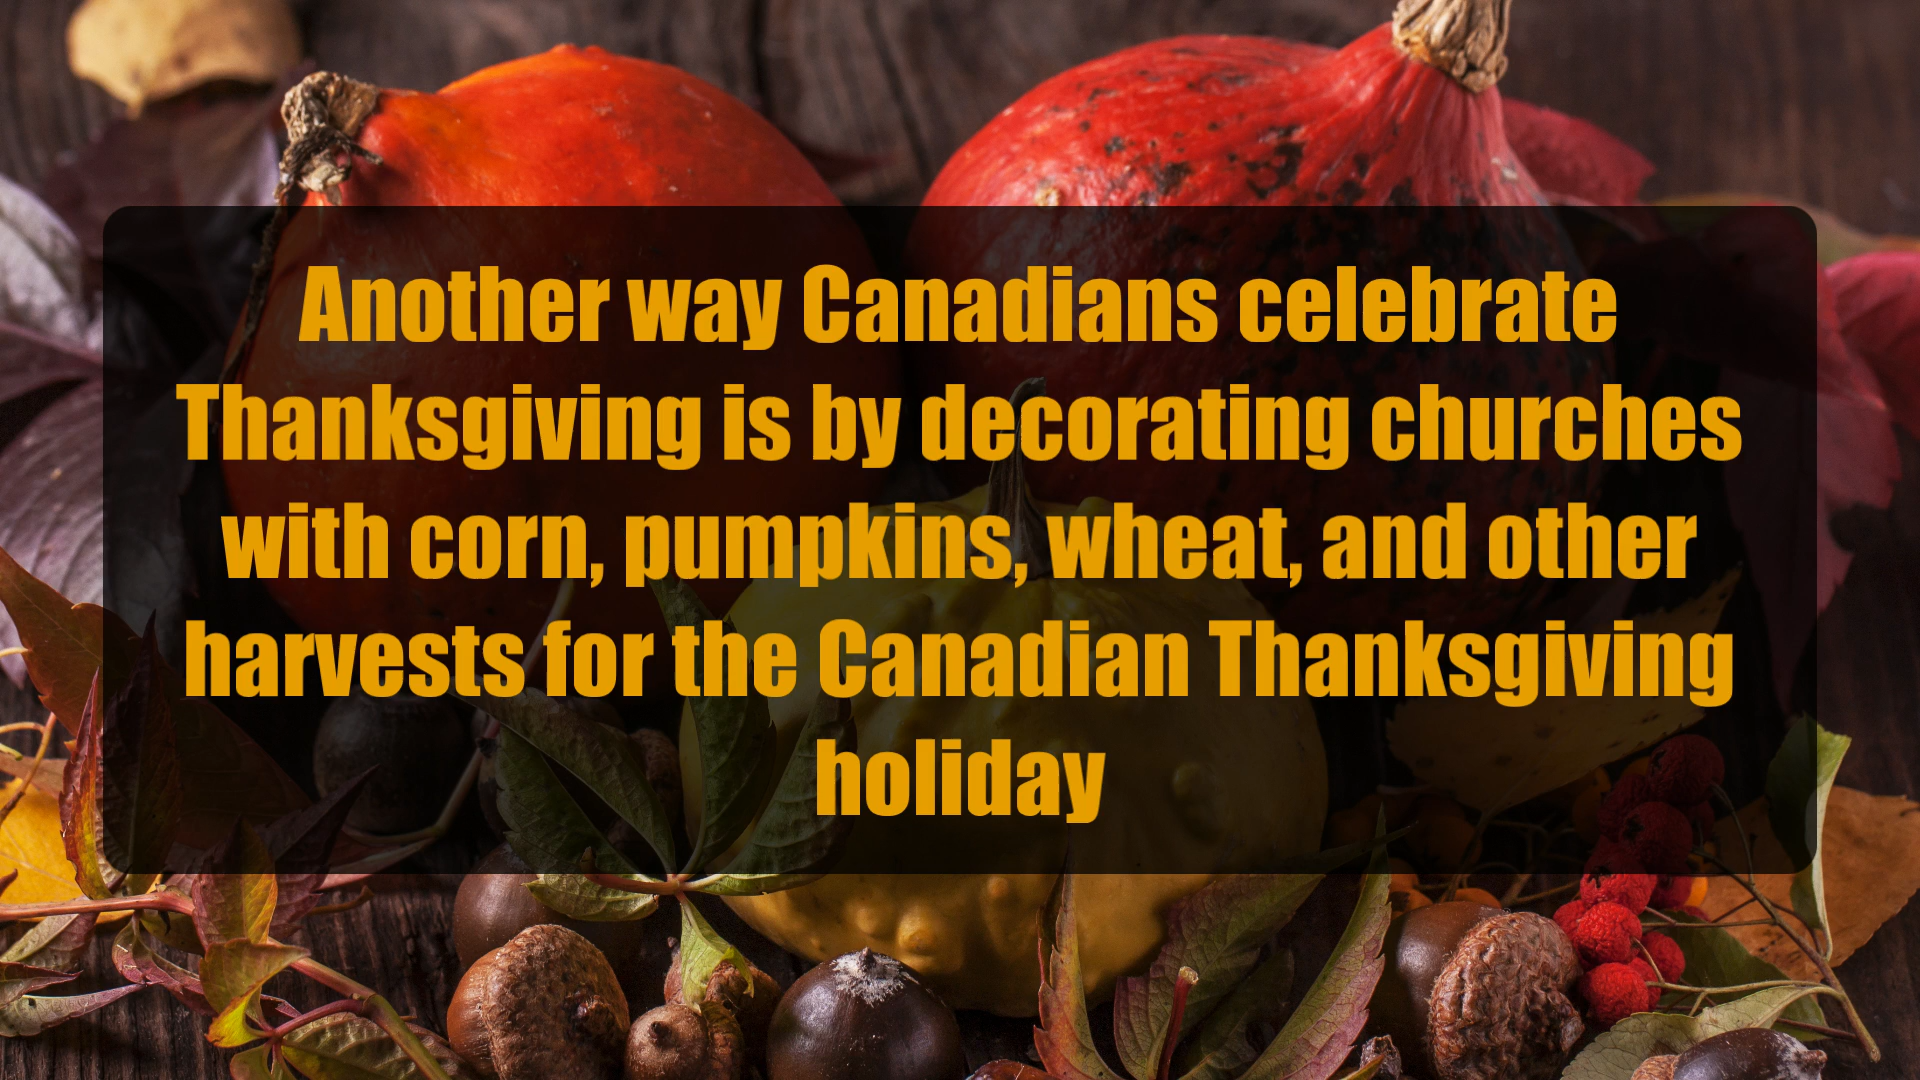 Another way Canadians celebrate
Thanksgiving is by decorating churches
with corn, pumpkins, wheat, and other
harvests for the Canadian Thanksgiving
holiday